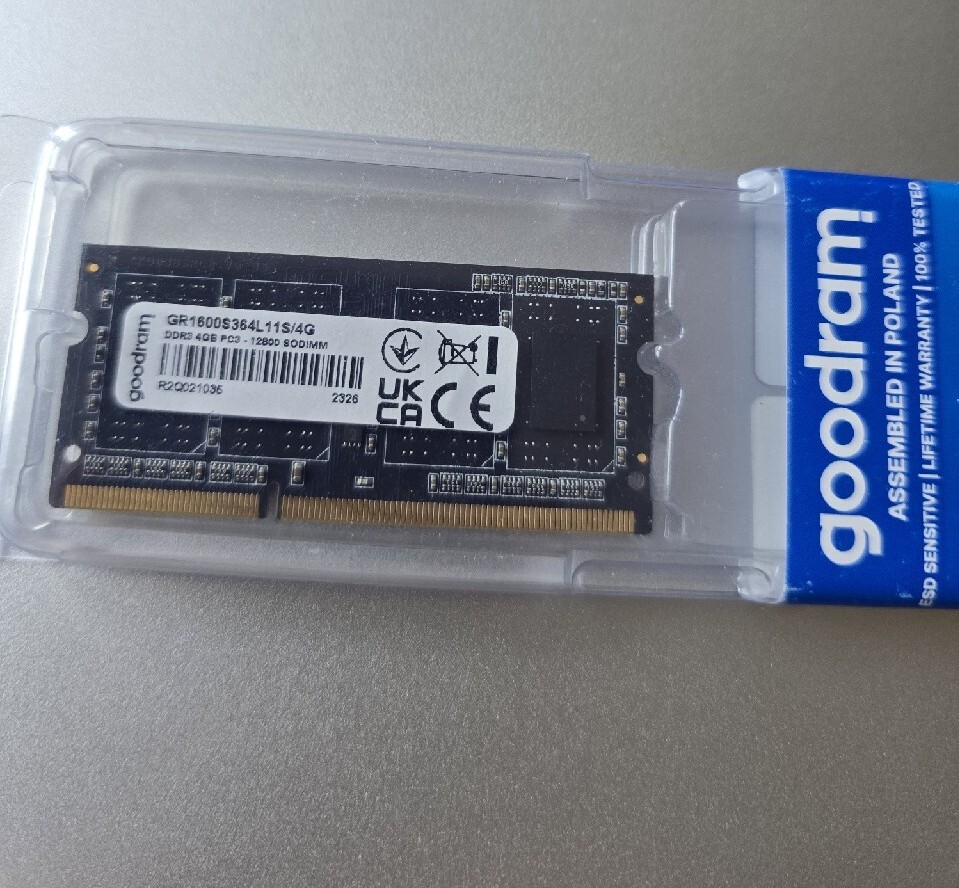 goodram
GR1600S364L11S/4G
DDR3 4GB PC3 - 12800 SODIMM
R2Q021035
2326
UK
CA
CE
goodram
ASSEMBLED IN POLAND
ESD SENSITIVE | LIFETIME WARRANTY | 100% TESTED